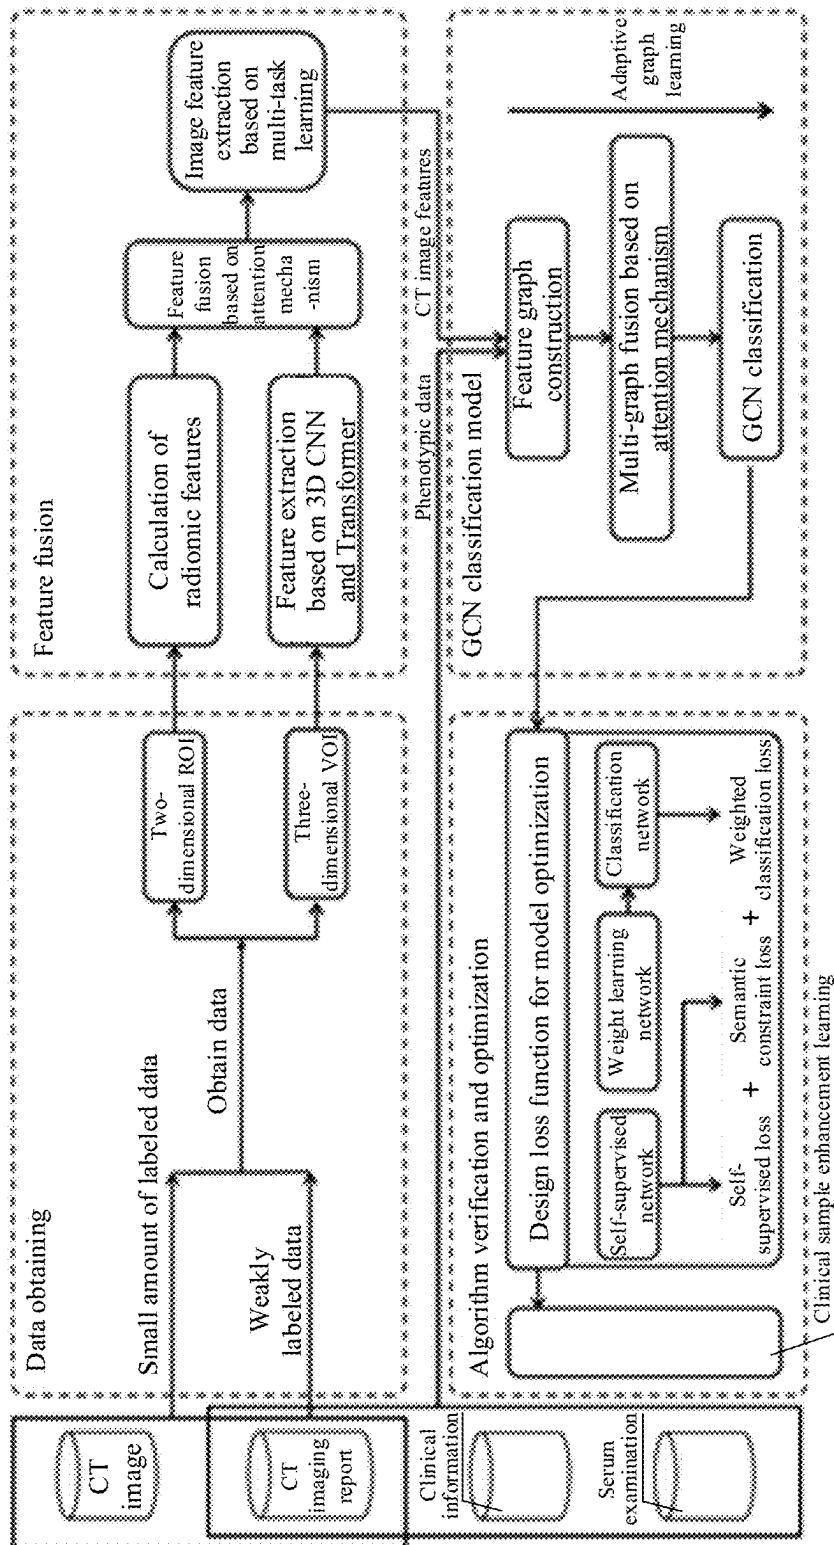 CT
image
CT
imaging
report
Clinical
information
Serum
examination
Data obtaining
Small amount of labeled data
Weakly
labeled data
Obtain data
Two-
dimensional ROI
Three-
dimensional VOI
Feature fusion
Calculation of
radiomic features
Feature extraction
based on 3D CNN
and Transformer
Feature
fusion
based on
attention
mecha
-nism
Image feature
extraction
based on
multi-task
learning
Phenotypic data
CT image features
Algorithm verification and optimization
Design loss function for model optimization
Self-supervised
network
Weight learning
network
Classification
network
Self-
supervised loss
+
Semantic
constraint loss
+
Weighted
classification loss
Clinical sample enhancement learning
GCN classification model
Feature graph
construction
Multi-graph fusion based on
attention mechanism
GCN classification
Adaptive
graph
learning